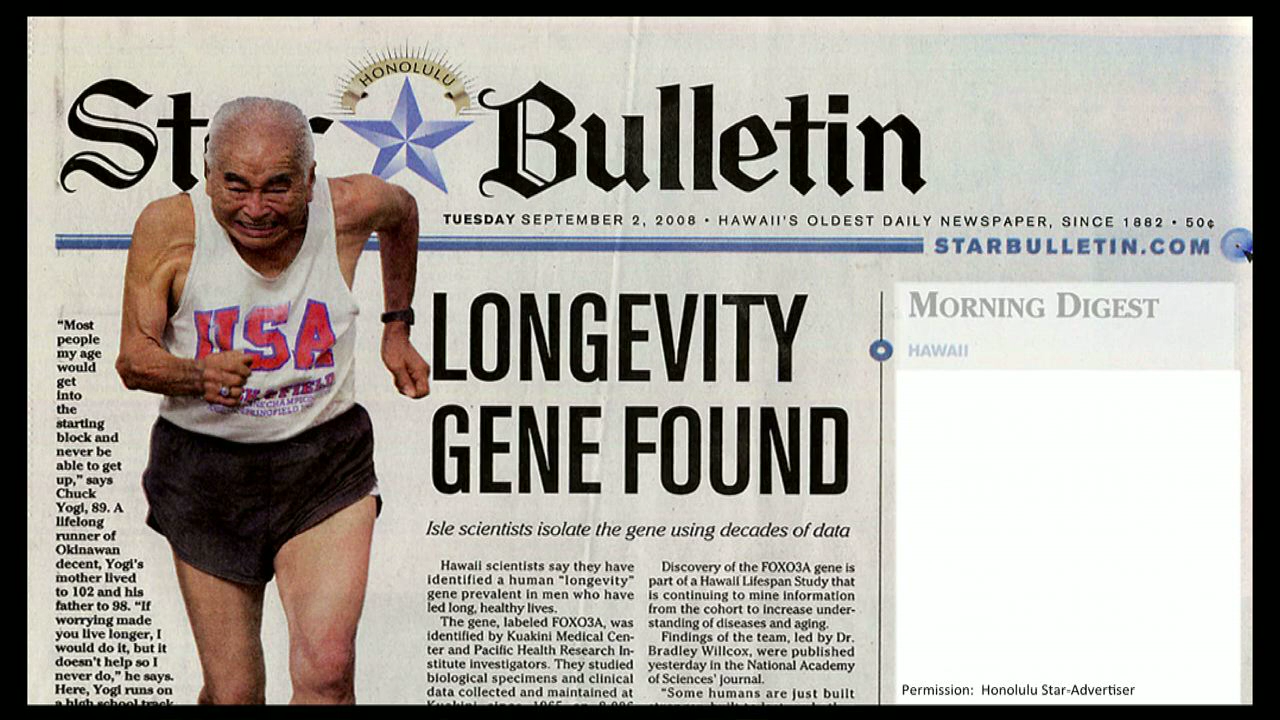 HONOLULU
Star Bulletin
TUESDAY SEPTEMBER 2, 2008 • HAWAII'S OLDEST DAILY NEWSPAPER, SINCE 1882 • 50¢
STARBULLETIN.COM
"Most
people
my age
would
get
into
the
starting
block and
never be
able to get
up," says
Chuck
Yogi, 89. A
lifelong
runner of
Okinawan
decent, Yogi's
mother lived
to 102 and his
father to 98. "If
worrying made
you live longer, I
would do it, but it
doesn't help so I
never do," he says.
Here, Yogi runs on
a high school track
USA
LONGEVITY
GENE FOUND
Isle scientists isolate the gene using decades of data
Hawaii scientists say they have
identified a human "longevity"
gene prevalent in men who have
led long, healthy lives.
The gene, labeled FOXO3A, was
identified by Kuakini Medical Cen-
ter and Pacific Health Research In-
stitute investigators. They studied
biological specimens and clinical
data collected and maintained at
Discovery of the FOXO3A gene is
part of a Hawaii Lifespan Study that
is continuing to mine information
from the cohort to increase under-
standing of diseases and aging.
Findings of the team, led by Dr.
Bradley Willcox, were published
yesterday in the National Academy
of Sciences' journal.
"Some humans are just built
MORNING DIGEST
HAWAII
Permission: Honolulu Star-Advertiser